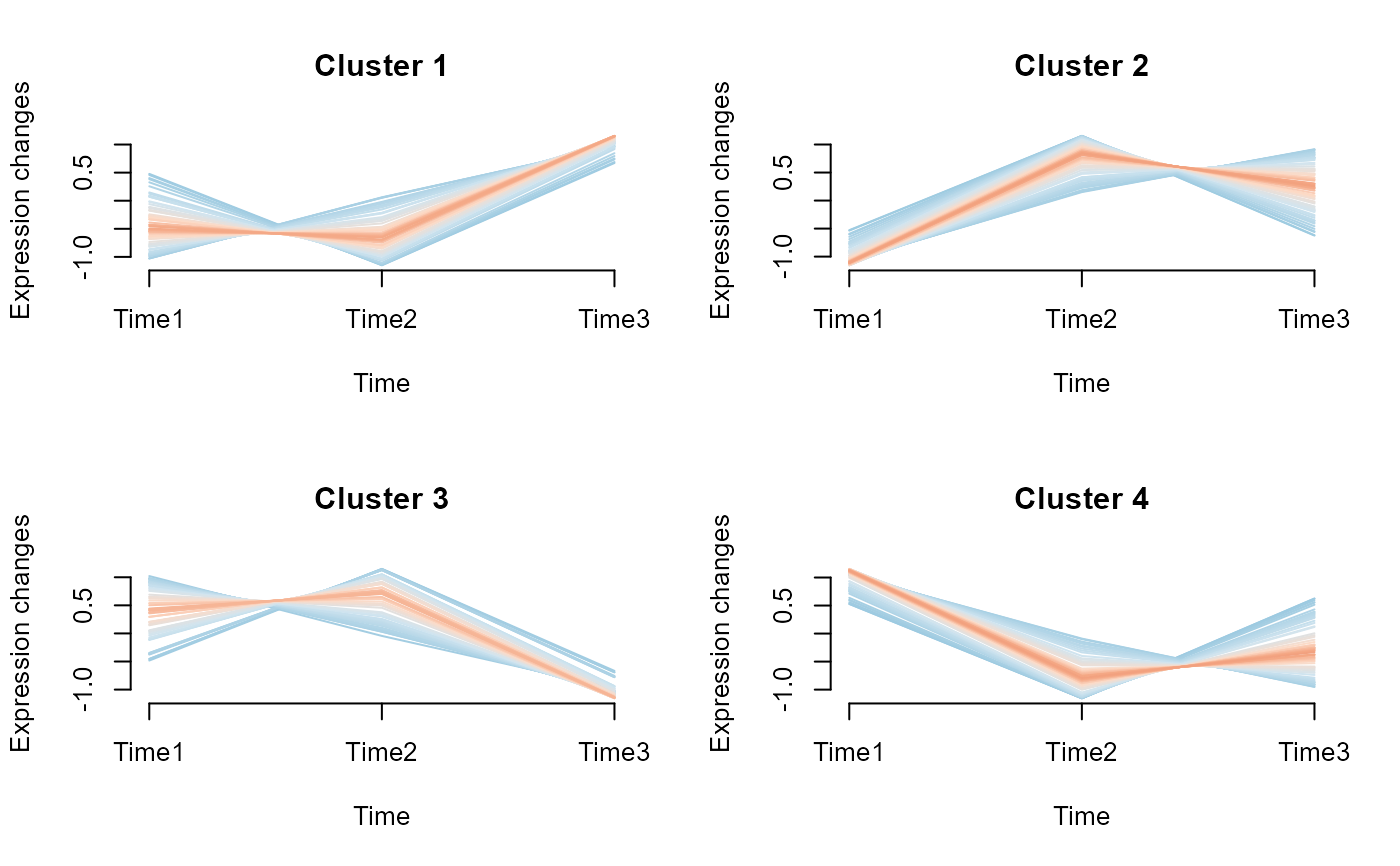 Cluster 1
Expression changes
0.5
-1.0
Time1 Time2 Time3
Time
Cluster 2
Expression changes
0.5
-1.0
Time1 Time2 Time3
Time
Cluster 3
Expression changes
0.5
-1.0
Time1 Time2 Time3
Time
Cluster 4
Expression changes
0.5
-1.0
Time1 Time2 Time3
Time